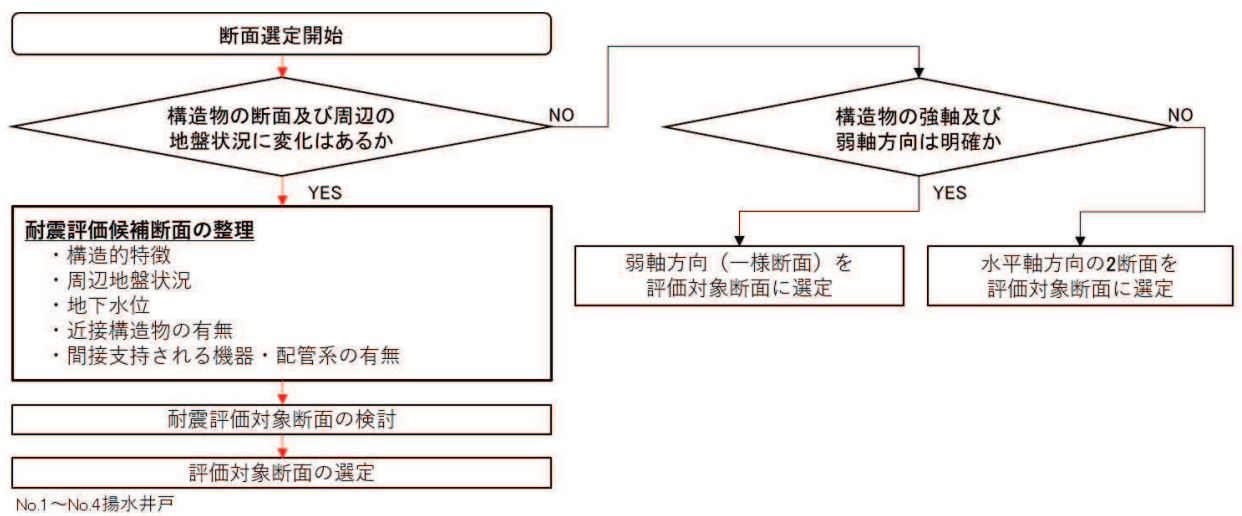 断面選定開始
構造物の断面及び周辺の
地盤状況に変化はあるか
NO
YES
耐震評価候補断面の整理
・構造的特徴
・周辺地盤状況
・地下水位
・近接構造物の有無
・間接支持される機器・配管系の有無
耐震評価対象断面の検討
評価対象断面の選定
No.1～No.4揚水井戸
構造物の強軸及び
弱軸方向は明確か
NO
YES
弱軸方向（一様断面）を
評価対象断面に選定
水平軸方向の2断面を
評価対象断面に選定